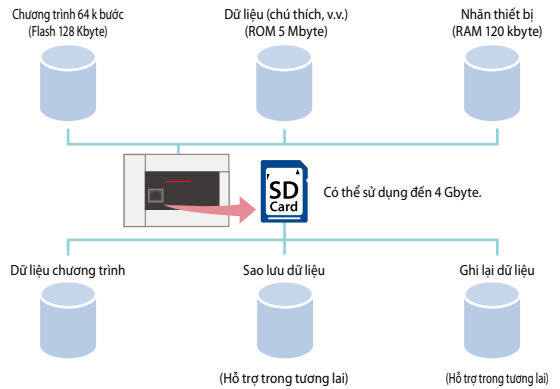 Chương trình 64 k bước
(Flash 128 Kbyte)
Dữ liệu (chú thích, v.v.)
(ROM 5 Mbyte)
Nhãn thiết bị
(RAM 120 kbyte)
SD
Card
Có thể sử dụng đến 4 Gbyte.
Dữ liệu chương trình
Sao lưu dữ liệu
Ghi lại dữ liệu
(Hỗ trợ trong tương lai)
(Hỗ trợ trong tương lai)